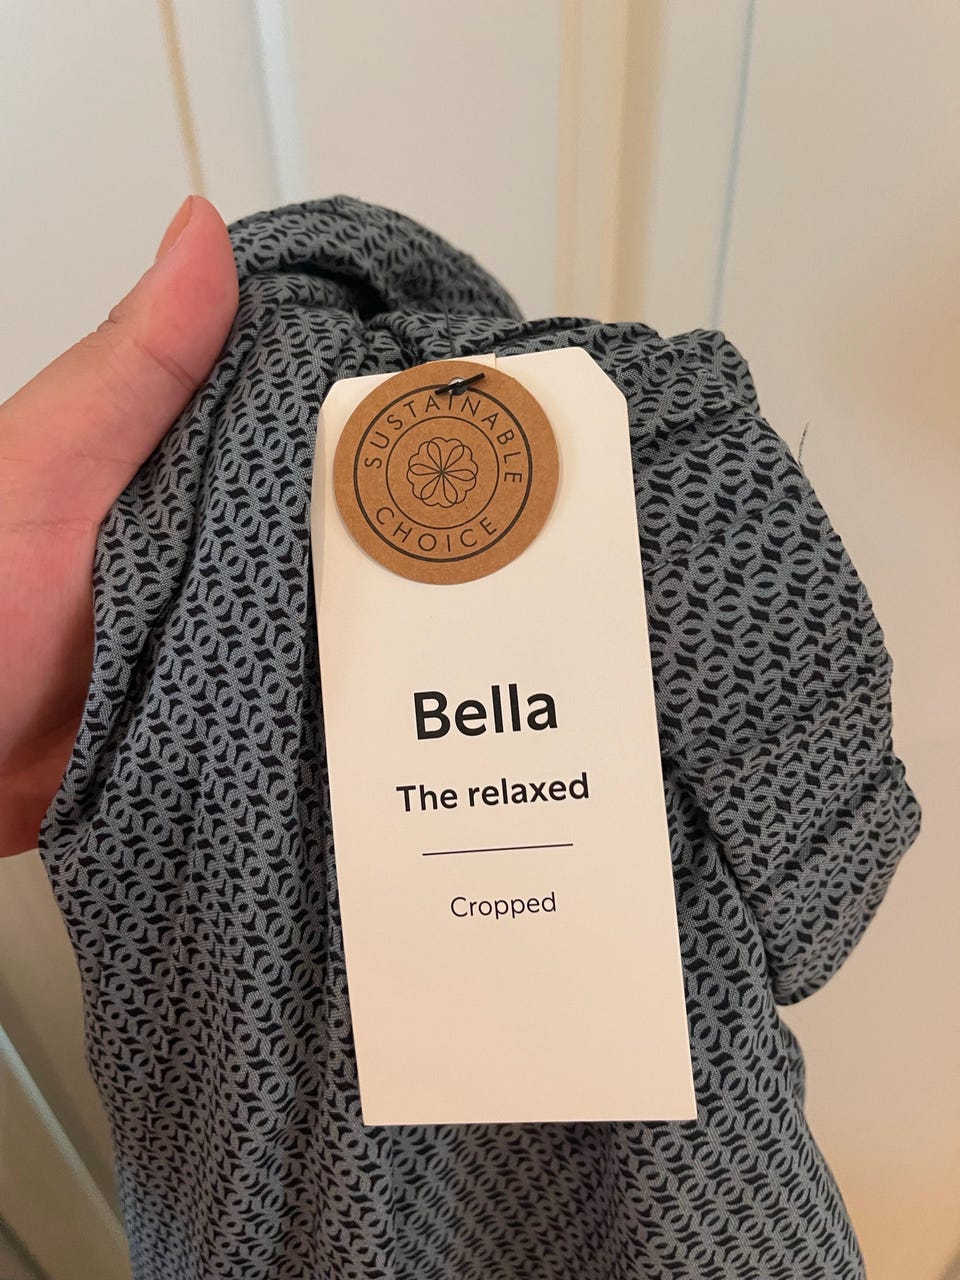 SUSTAINABLE
CHOICE
Bella
The relaxed
Cropped